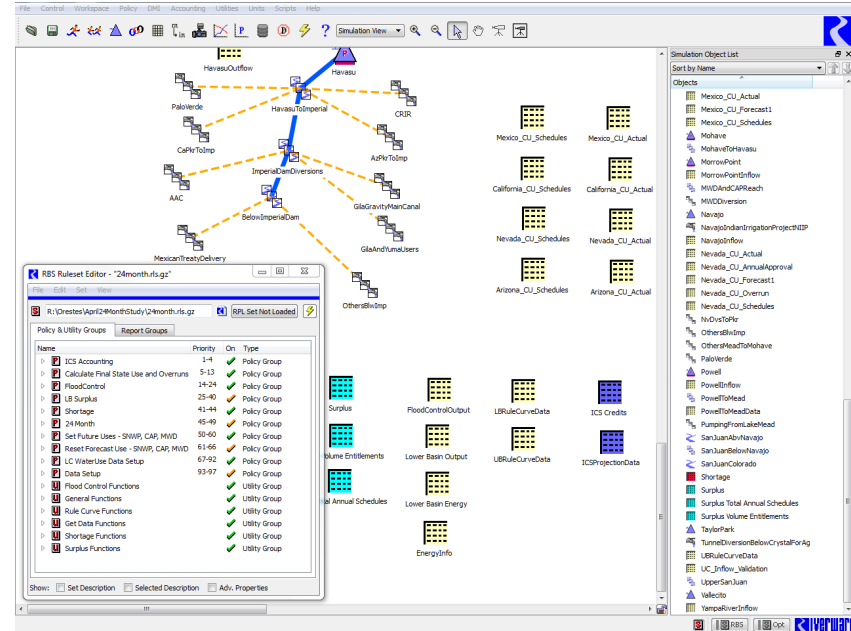 File Control Workspace Policy DMI Accounting Utilities Units Scripts Help
Simulation View
HavasuOutflow
Havasu
PaloVerde
HavasuToImperial
CRIR
CaPkrToImp
AzPkrToImp
ImperialDamDiversions
AAC
GilaGravityMainCanal
BelowImperialDam
GilaAndYumaUsers
MexicanTreatyDelivery
OthersBlwImp
Mexico_CU_Schedules
Mexico_CU_Actual
California_CU_Schedules
California_CU_Actual
Nevada_CU_Schedules
Nevada_CU_Actual
Arizona_CU_Schedules
Arizona_CU_Actual
Surplus
FloodControlOutput
LBRuleCurveData
ICS Credits
olume Entitlements
Lower Basin Output
UBRuleCurveData
ICSProjectionData
al Annual Schedules
Lower Basin Energy
EnergyInfo
RBS Ruleset Editor - "24month.rls.gz"
File Edit Set View
R:\Orestes\April24MonthStudy\24month.rls.gz
RPL Set Not Loaded
Policy & Utility Groups
Report Groups
Name Priority On Type
ICS Accounting 1-4 Policy Group
Calculate Final State Use and Overruns 5-13 Policy Group
FloodControl 14-24 Policy Group
LB Surplus 25-40 Policy Group
Shortage 41-44 Policy Group
24 Month 45-49 Policy Group
Set Future Uses - SNWP, CAP, MWD 50-60 Policy Group
Reset Forecast Use - SNWP, CAP, MWD 61-66 Policy Group
LC WaterUse Data Setup 67-92 Policy Group
Data Setup 93-97 Policy Group
Flood Control Functions Utility Group
General Functions Utility Group
Rule Curve Functions Utility Group
Get Data Functions Utility Group
Shortage Functions Utility Group
Surplus Functions Utility Group
Show: Set Description Selected Description Adv. Properties
Simulation Object List
Sort by Name
Objects
Mexico_CU_Actual
Mexico_CU_Forecast1
Mexico_CU_Schedules
Mohave
MohaveToHavasu
MorrowPoint
MorrowPointInflow
MWDAndCAPReach
MWDDiversion
Navajo
NavajoIndianIrrigationProjectNIIP
NavajoInflow
Nevada_CU_Actual
Nevada_CU_AnnualApproval
Nevada_CU_Forecast1
Nevada_CU_Overrun
Nevada_CU_Schedules
NvDvsToPkr
OthersBlwImp
OthersMeadToMohave
PaloVerde
Powell
PowellInflow
PowellToMead
PowellToMeadData
PumpingFromLakeMead
SanJuanAbvNavajo
SanJuanBelowNavajo
SanJuanColorado
Shortage
Surplus
Surplus Total Annual Schedules
Surplus Volume Entitlements
TaylorPark
TunnelDiversionBelowCrystalForAg
UBRuleCurveData
UC_Inflow_Validation
UpperSanJuan
Vallecito
YampaRiverInflow
RBS
Opt